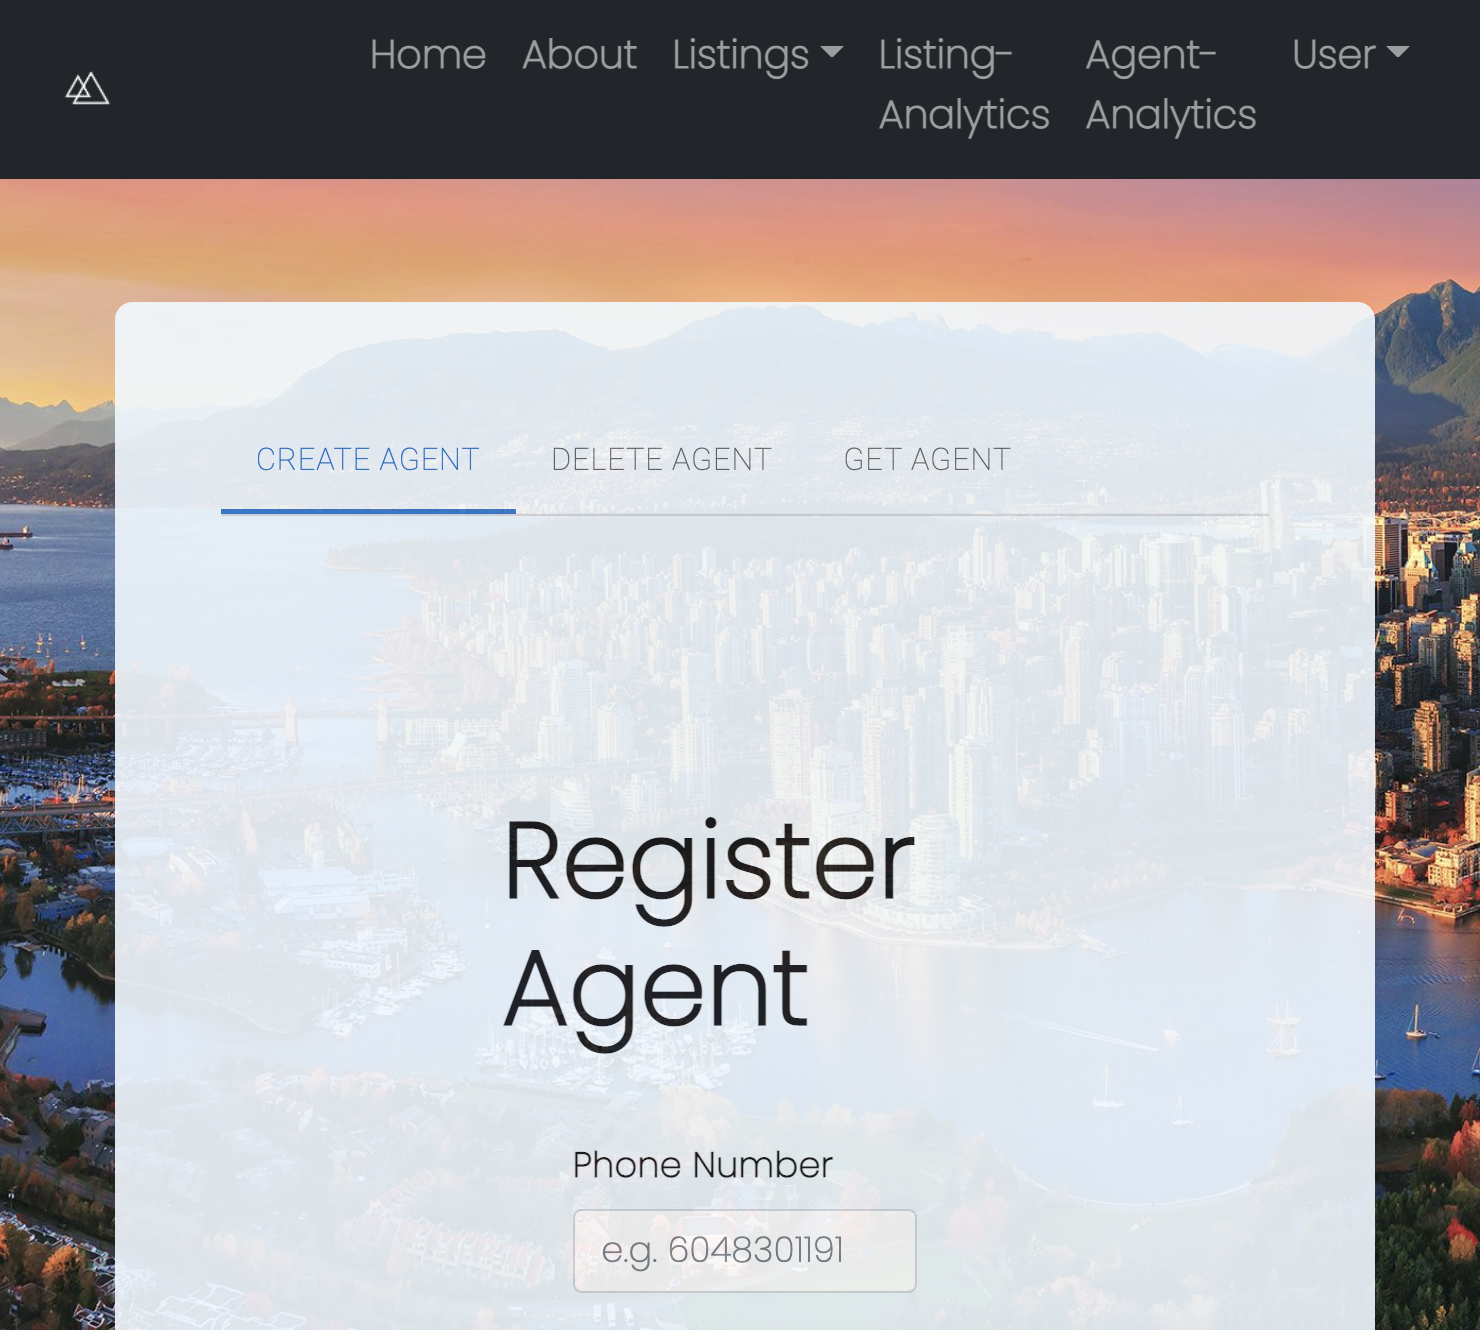 Home About Listings Listing- Agent- User
Analytics Analytics
CREATE AGENT DELETE AGENT GET AGENT
Register
Agent
Phone Number
e.g. 6048301191